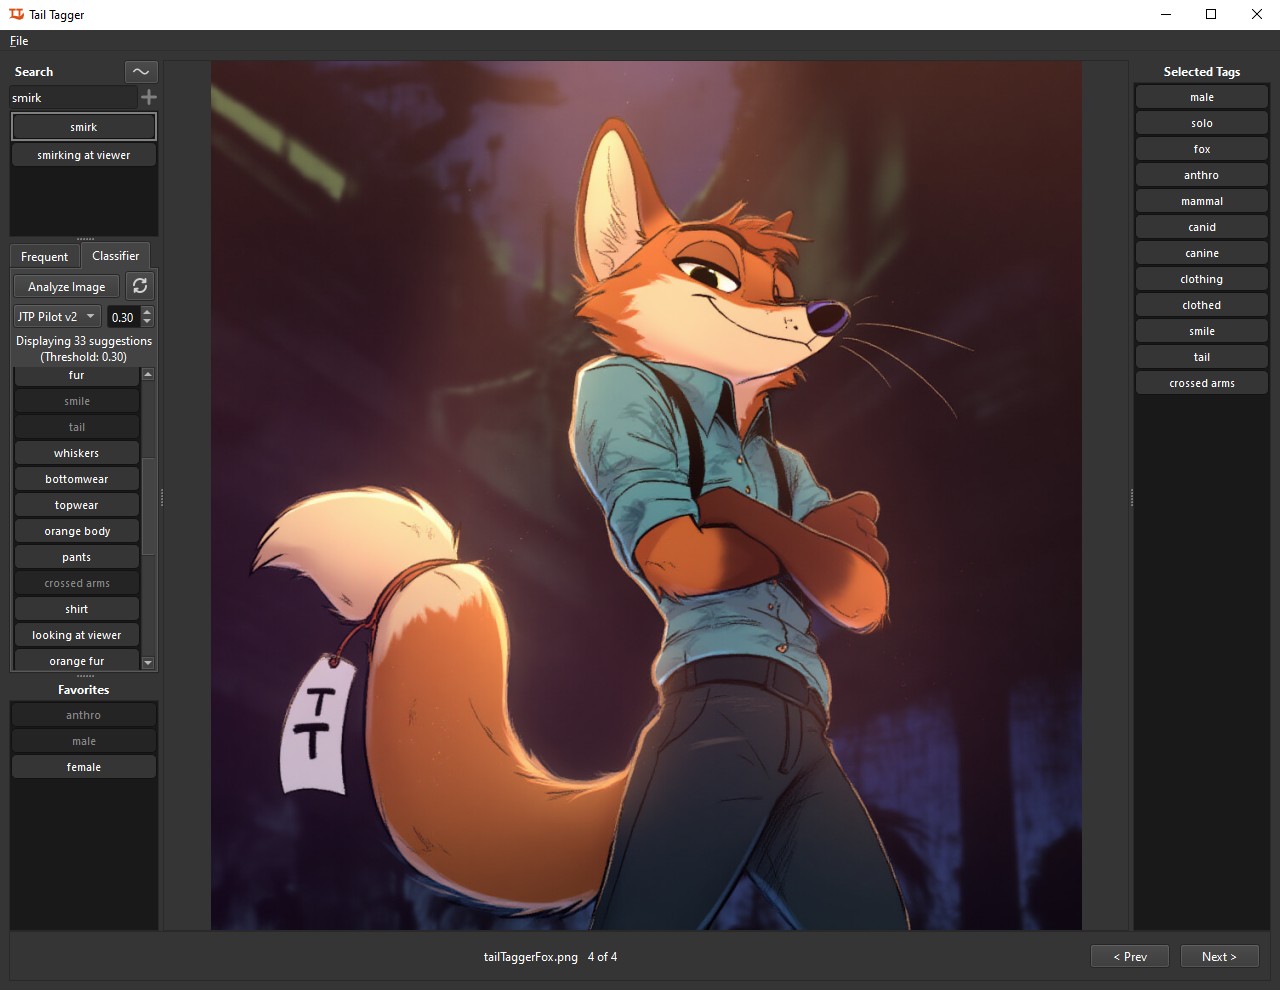 Tail Tagger
File
Search
smirk
smirk
smirking at viewer
Frequent
Classifier
Analyze Image
JTP Pilot v2
0.30
Displaying 33 suggestions
(Threshold: 0.30)
fur
smile
tail
whiskers
bottomwear
topwear
orange body
pants
crossed arms
shirt
looking at viewer
orange fur
Favorites
anthro
male
female
T
T
Selected Tags
male
solo
fox
anthro
mammal
canid
canine
clothing
clothed
smile
tail
crossed arms
tailTaggerFox.png 4 of 4
< Prev
Next >